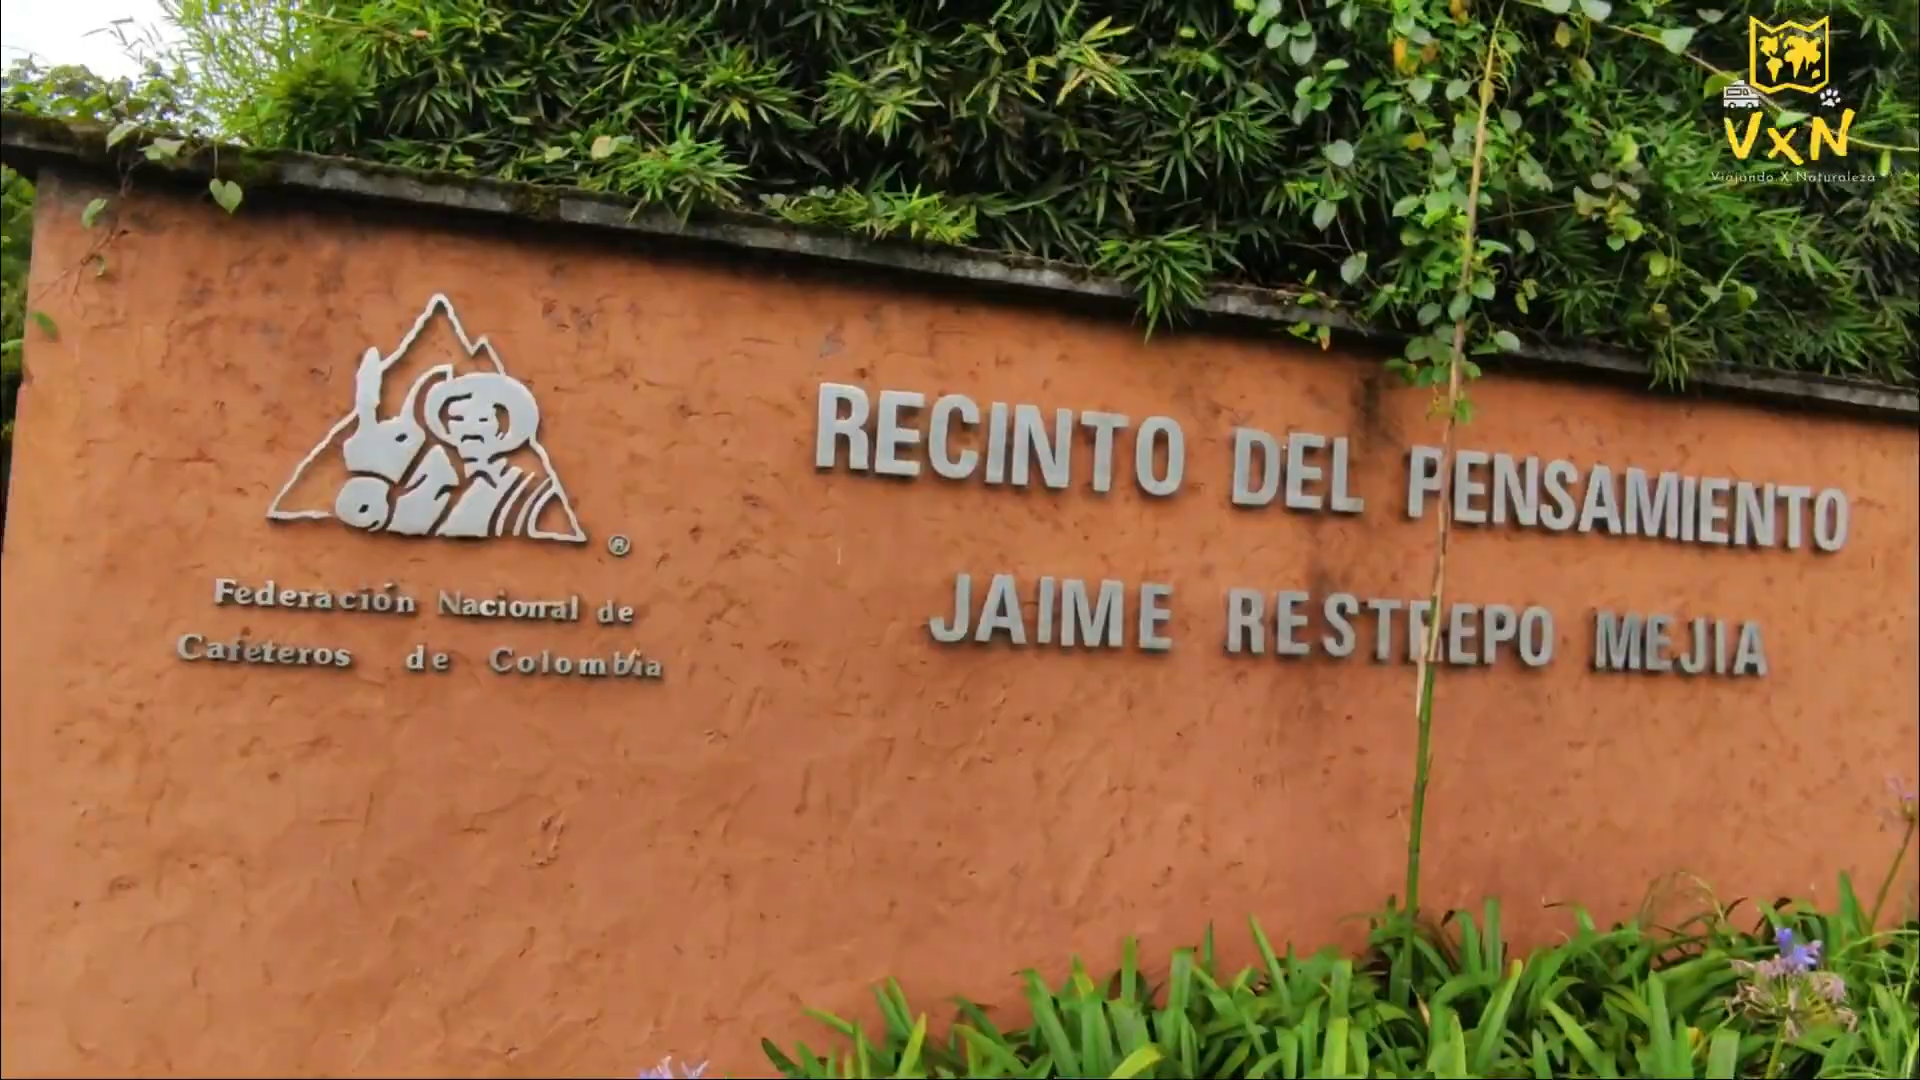 VxN
Viajando X Naturaleza
RECINTO DEL PENSAMIENTO
JAIME RESTREPO MEJIA
®
Federación Nacional de
Cafeteros de Colombia